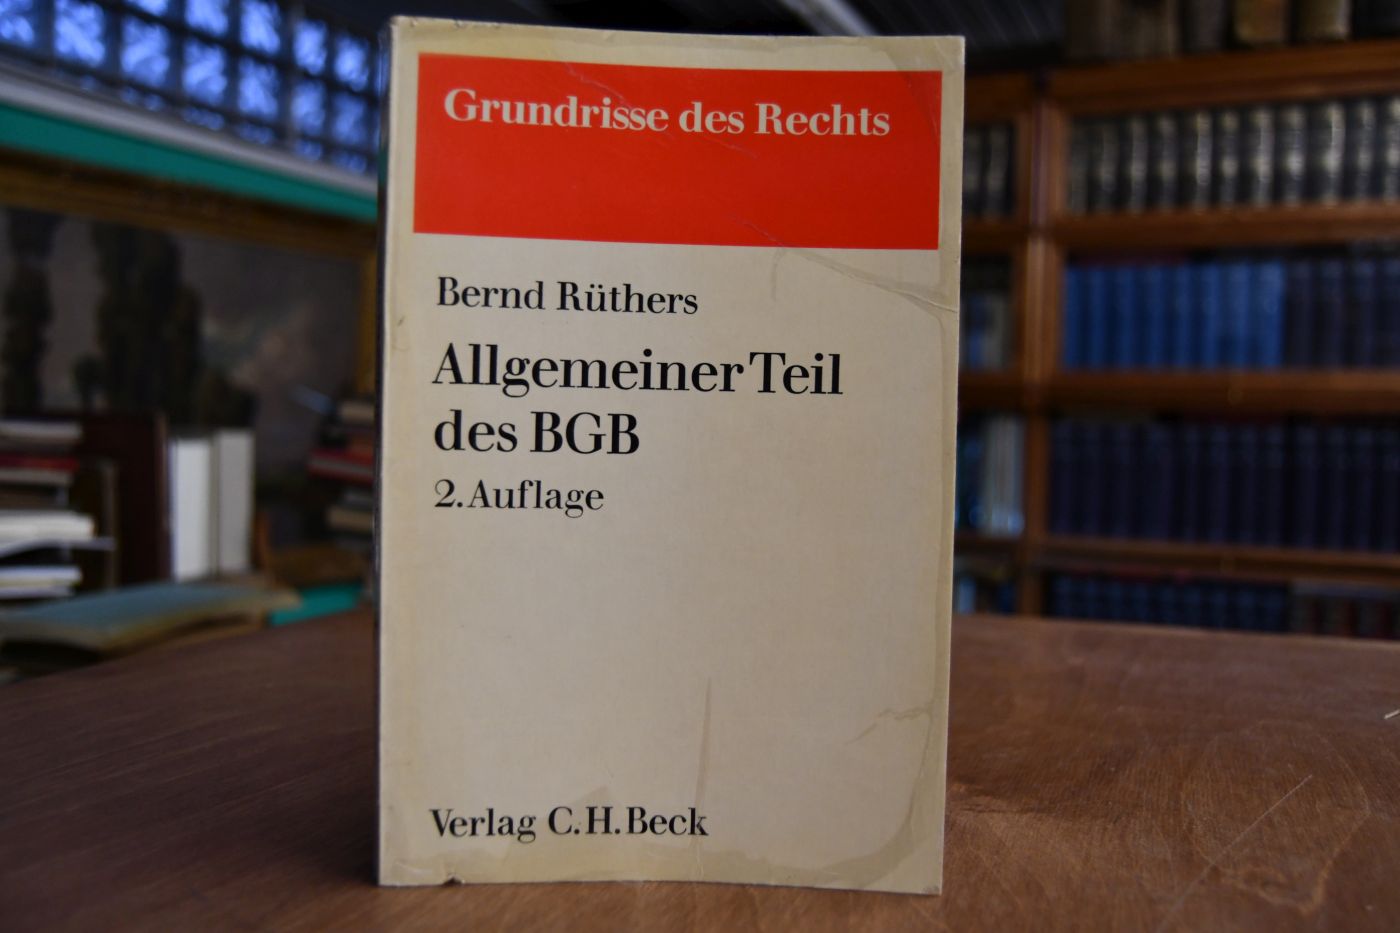 Grundrisse des Rechts
Bernd Rüthers
Allgemeiner Teil
des BGB
2. Auflage
Verlag C.H.Beck